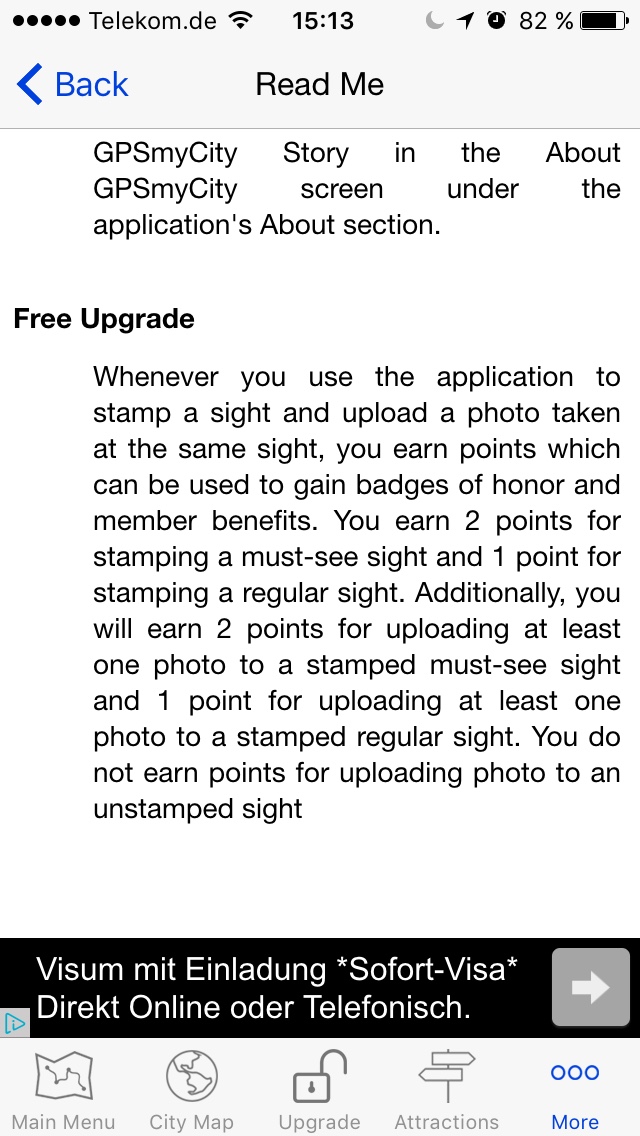 Telekom.de 15:13 82 %
Back Read Me
GPSmyCity Story in the About
GPSmyCity screen under the
application's About section.
Free Upgrade
Whenever you use the application to
stamp a sight and upload a photo taken
at the same sight, you earn points which
can be used to gain badges of honor and
member benefits. You earn 2 points for
stamping a must-see sight and 1 point for
stamping a regular sight. Additionally, you
will earn 2 points for uploading at least
one photo to a stamped must-see sight
and 1 point for uploading at least one
photo to a stamped regular sight. You do
not earn points for uploading photo to an
unstamped sight
Visum mit Einladung *Sofort-Visa*
Direkt Online oder Telefonisch.
Main Menu City Map Upgrade Attractions More